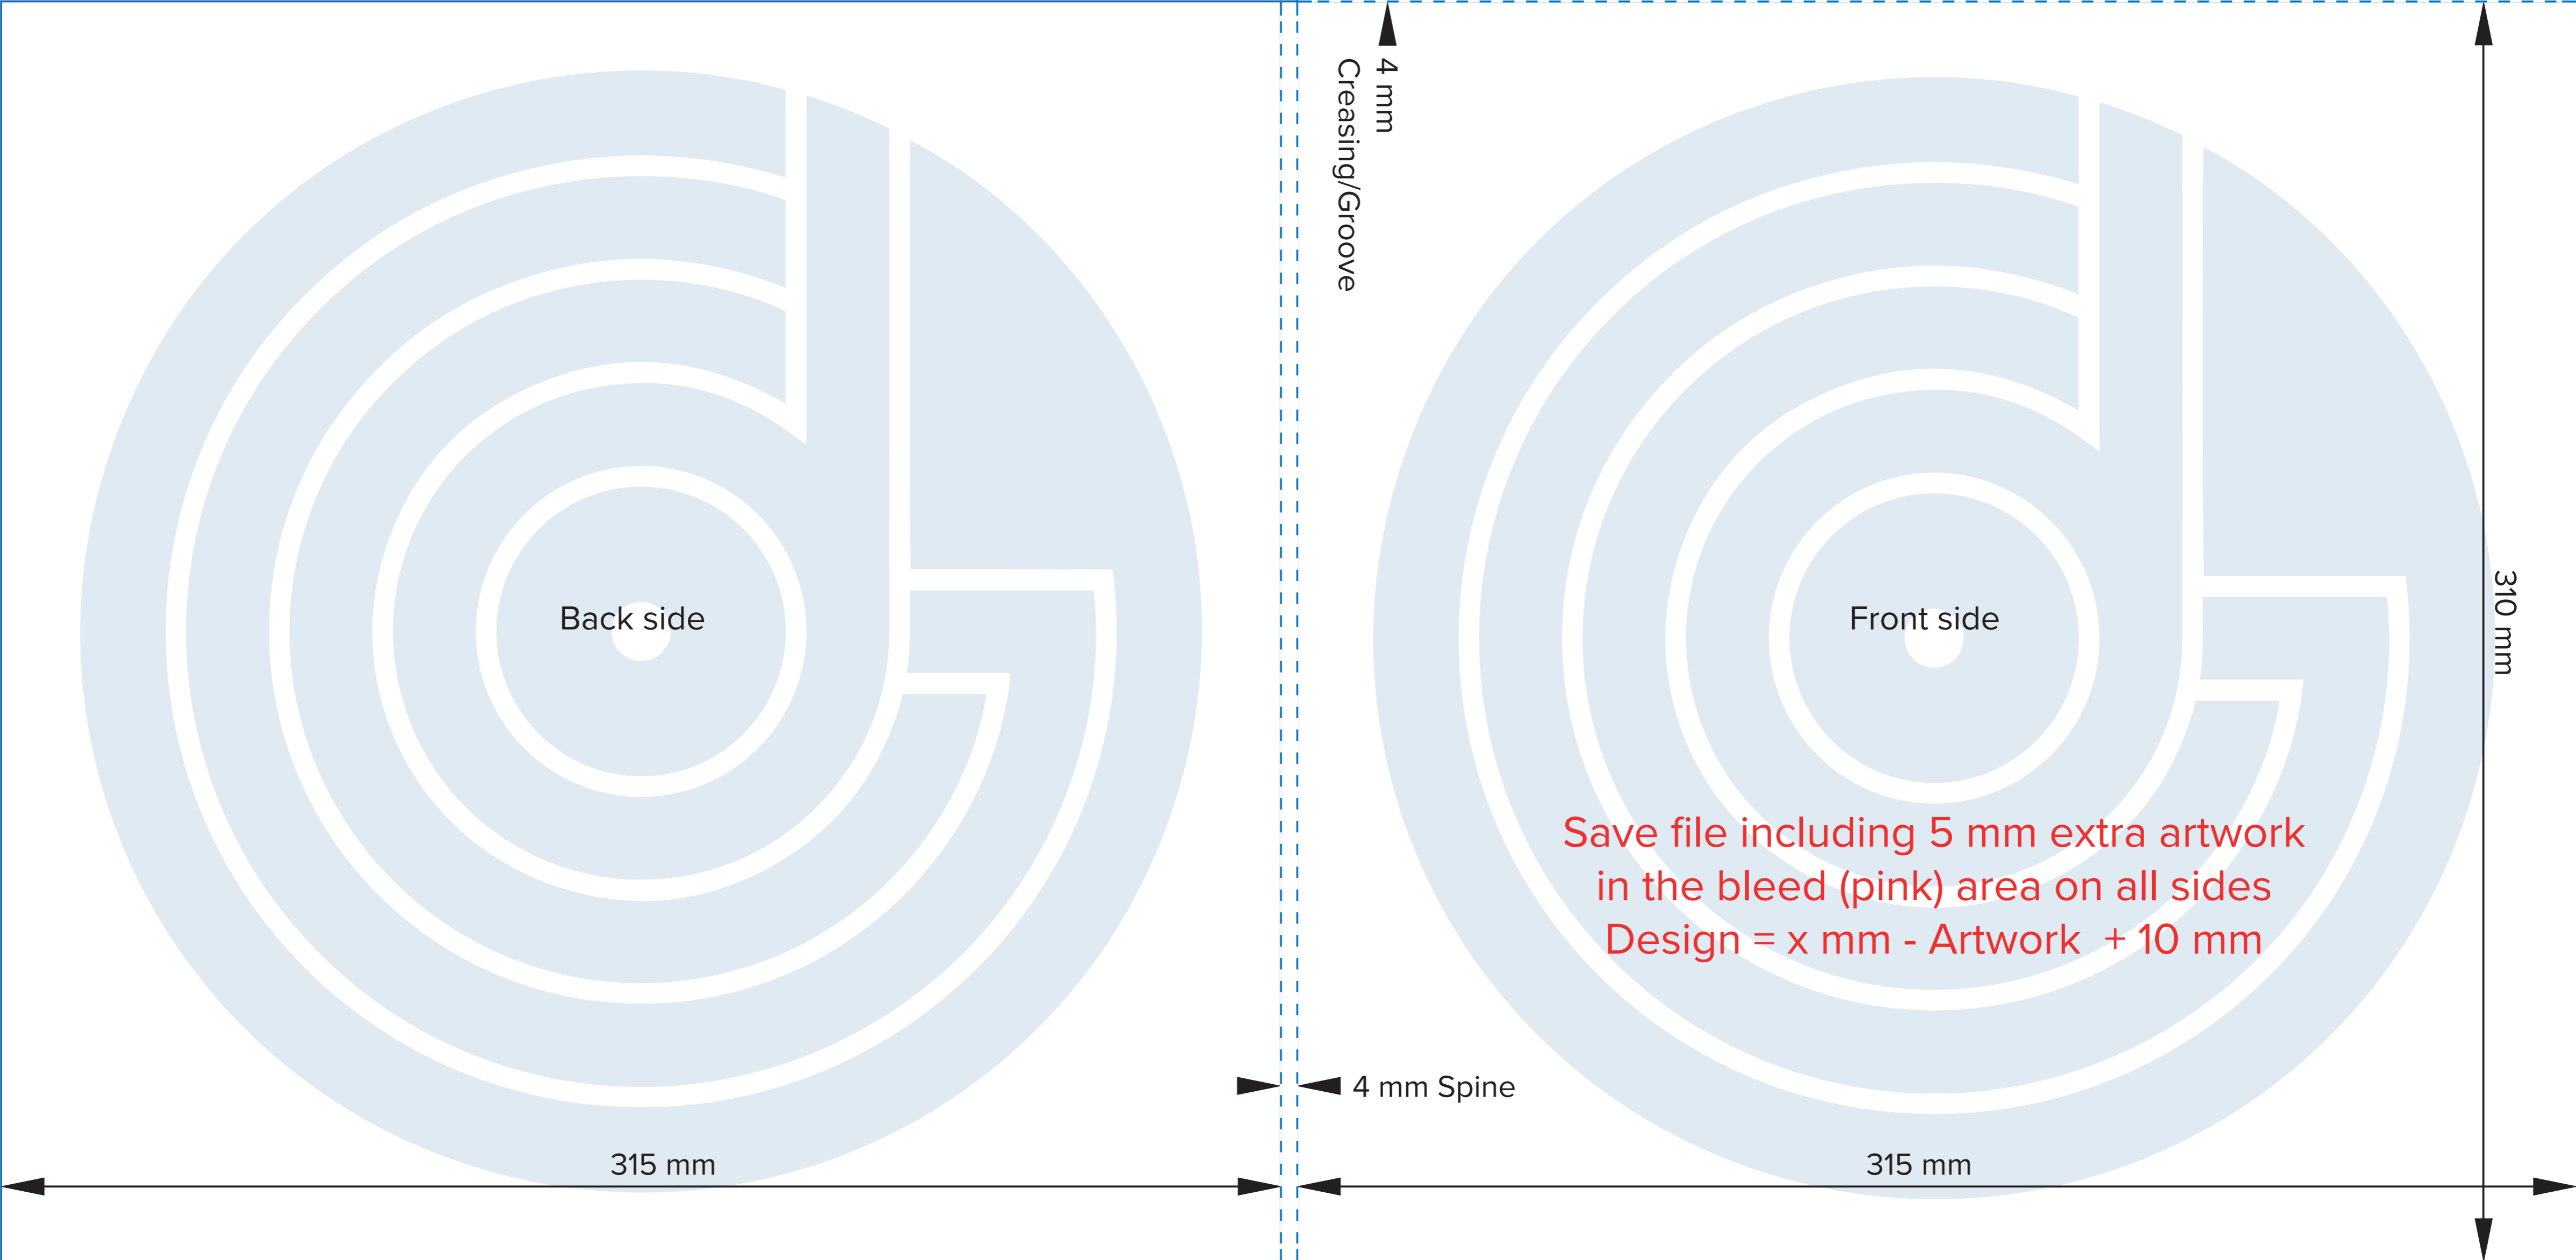 4 mm
Creasing/Groove
Back side
Front side
310 mm
Save file including 5 mm extra artwork
in the bleed (pink) area on all sides
Design = x mm - Artwork + 10 mm
4 mm Spine
315 mm
315 mm